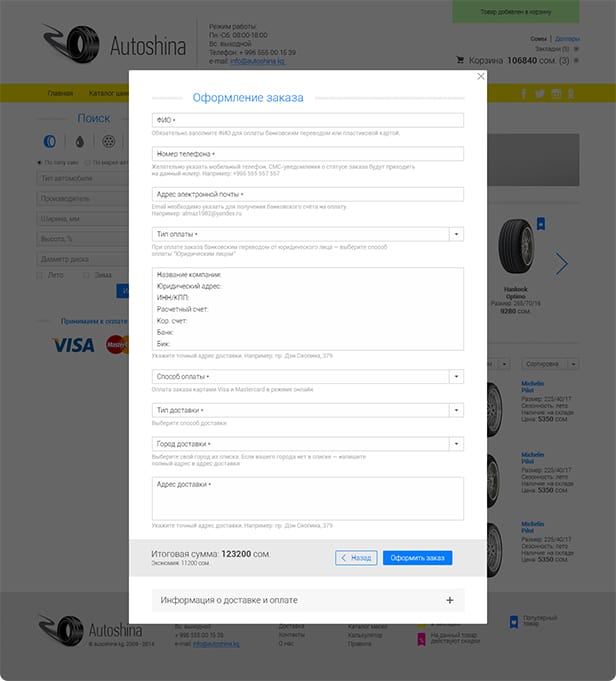 Товар добавлен в корзину
Autoshina
Режим работы:
Пн.-Сб. 08:00-18:00
Вс. выходной
Телефон: + 996 555 00 15 39
e-mail: info@autoshina.kg
Сомы | Доллары
Закладки (5)
Корзина 106840 сом. (3)
Главная
Каталог шин
Поиск
По типу шин
По марке авт
Тип автомобиля
Производитель
Ширина, мм
Высота, %
Диаметр диска
Лето
Зима
Принимаем к оплате
VISA
Оформление заказа
ФИО *
Обязательно заполните ФИО для оплаты банковским переводом или пластиковой картой.
Номер телефона *
Желательно указать мобильный телефон. СМС-уведомления о статусе заказа будут приходить
на данный номер. Например: +996 555 557 557
Адрес электронной почты *
Email необходимо указать для получения банковского счёта на оплату.
Например: almaz1982@yandex.ru
Тип оплаты *
При оплате заказа банковским переводом от юридического лица — выберите способ
оплаты "Юридическим лицом"
Название компании:
Юридический адрес:
ИНН/КПП:
Расчетный счет:
Кор. счет:
Банк:
Бик:
Укажите точный адрес доставки. Например: пр. Дэн Сяопина, 379
Способ оплаты *
Оплата заказа картами Visa и Mastercard в режиме онлайн
Тип доставки *
Выберите способ доставки
Город доставки *
Выберите свой город из списка. Если вашего города нет в списке — напишите
полный адрес в адрес доставки
Адрес доставки *
Укажите точный адрес доставки. Например: пр. Дэн Сяопина, 379
Итоговая сумма: 123200 сом.
Экономия: 11200 сом.
Назад
Оформить заказ
Информация о доставке и оплате
Hankook
Optimo
Размер: 265/70/16
9280 сом.
Сортировка
Michelin
Pilot
Размер: 225/40/17
Сезонность: лето
Наличие: на складе
Цена: 5350 сом.
Michelin
Pilot
Размер: 225/40/17
Сезонность: лето
Наличие: на складе
Цена: 5350 сом.
Michelin
Pilot
Размер: 225/40/17
Сезонность: лето
Наличие: на складе
Цена: 5350 сом.
Autoshina
© autoshina.kg, 2009–2014
Вс. выходной
+ 996 555 00 15 39
e-mail: info@autoshina.kg
Доставка
Контакты
О нас
Каталог масел
Калькулятор
Правила
На данный товар
действуют скидки
Популярный
товар